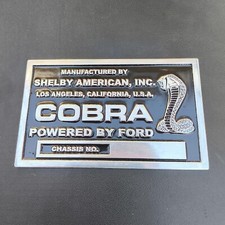 MANUFACTURED BY
SHELBY AMERICAN, INC.
LOS ANGELES, CALIFORNIA, U.S.A.
COBRA
POWERED BY FORD
CHASSIS NO.